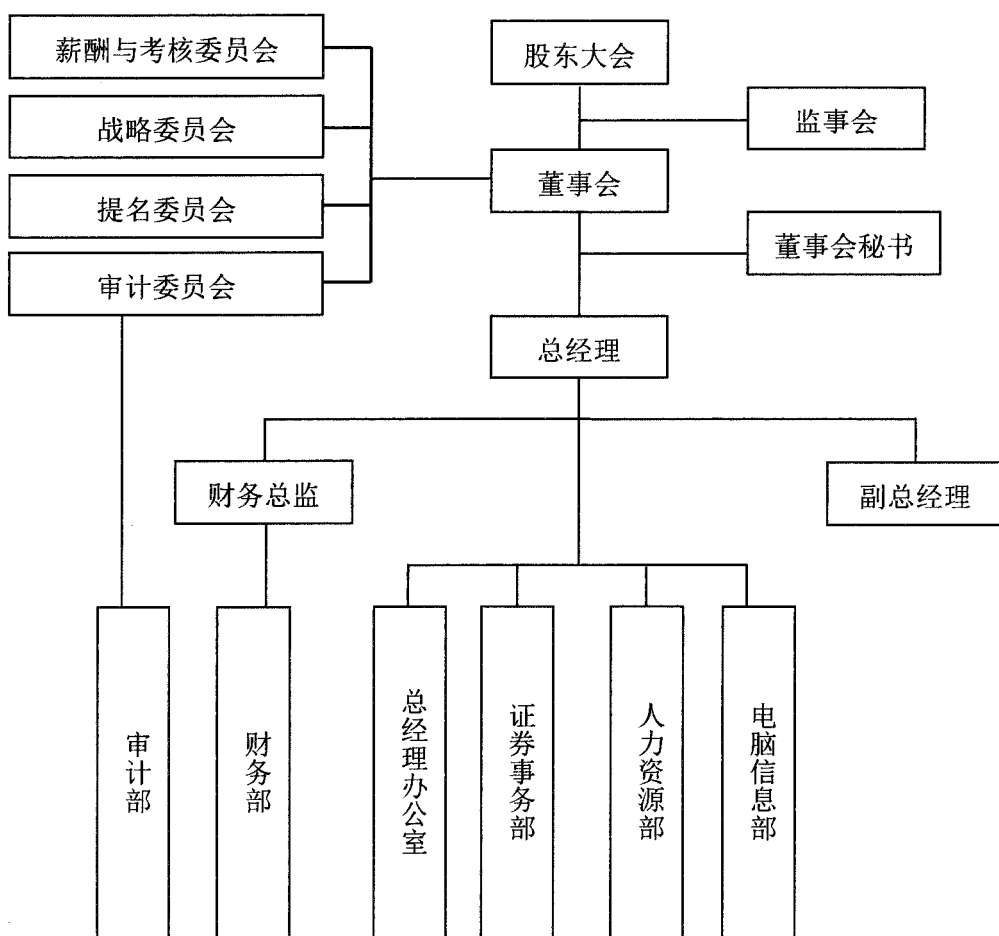 薪酬与考核委员会
战略委员会
提名委员会
审计委员会
股东大会
监事会
董事会
董事会秘书
总经理
财务总监
副总经理
审计部
财务部
总经理办公室
证券事务部
人力资源部
电脑信息部